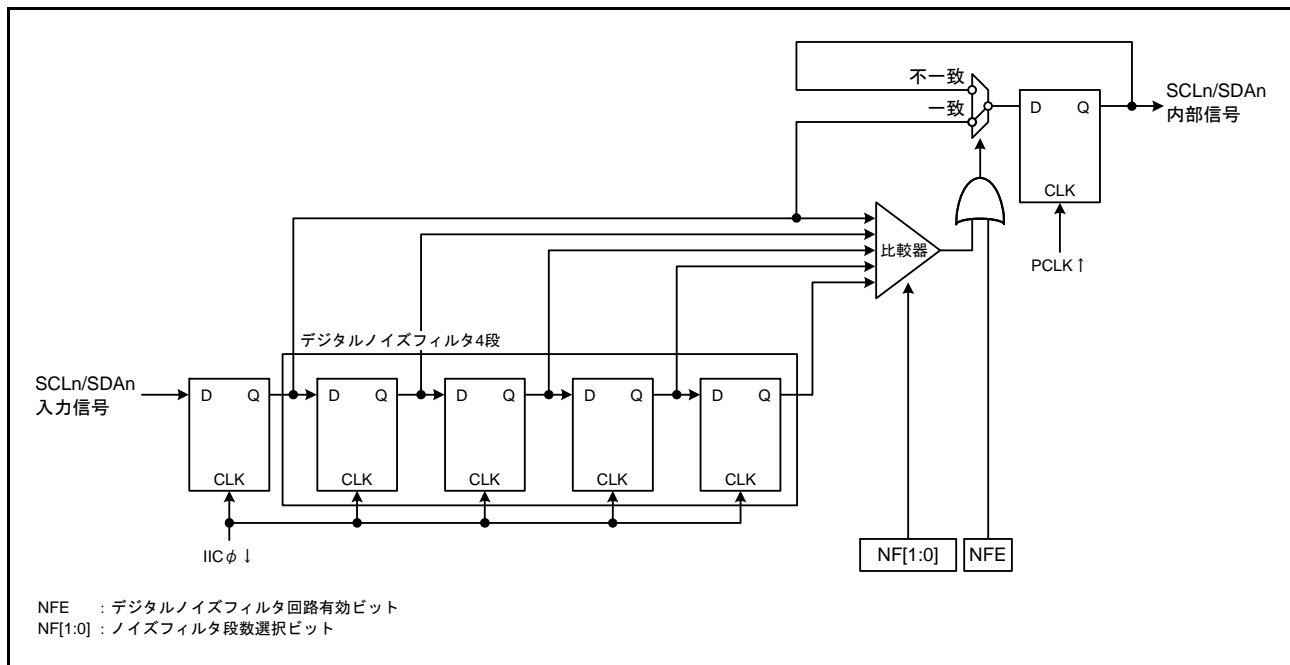 不一致
一致
D Q
CLK
SCLn/SDAn
内部信号
PCLK↑
比較器
デジタルノイズフィルタ4段
SCLn/SDAn
入力信号
D Q
CLK
D Q
CLK
D Q
CLK
D Q
CLK
D Q
CLK
IICφ↓
NF[1:0]
NFE
NFE : デジタルノイズフィルタ回路有効ビット
NF[1:0] : ノイズフィルタ段数選択ビット